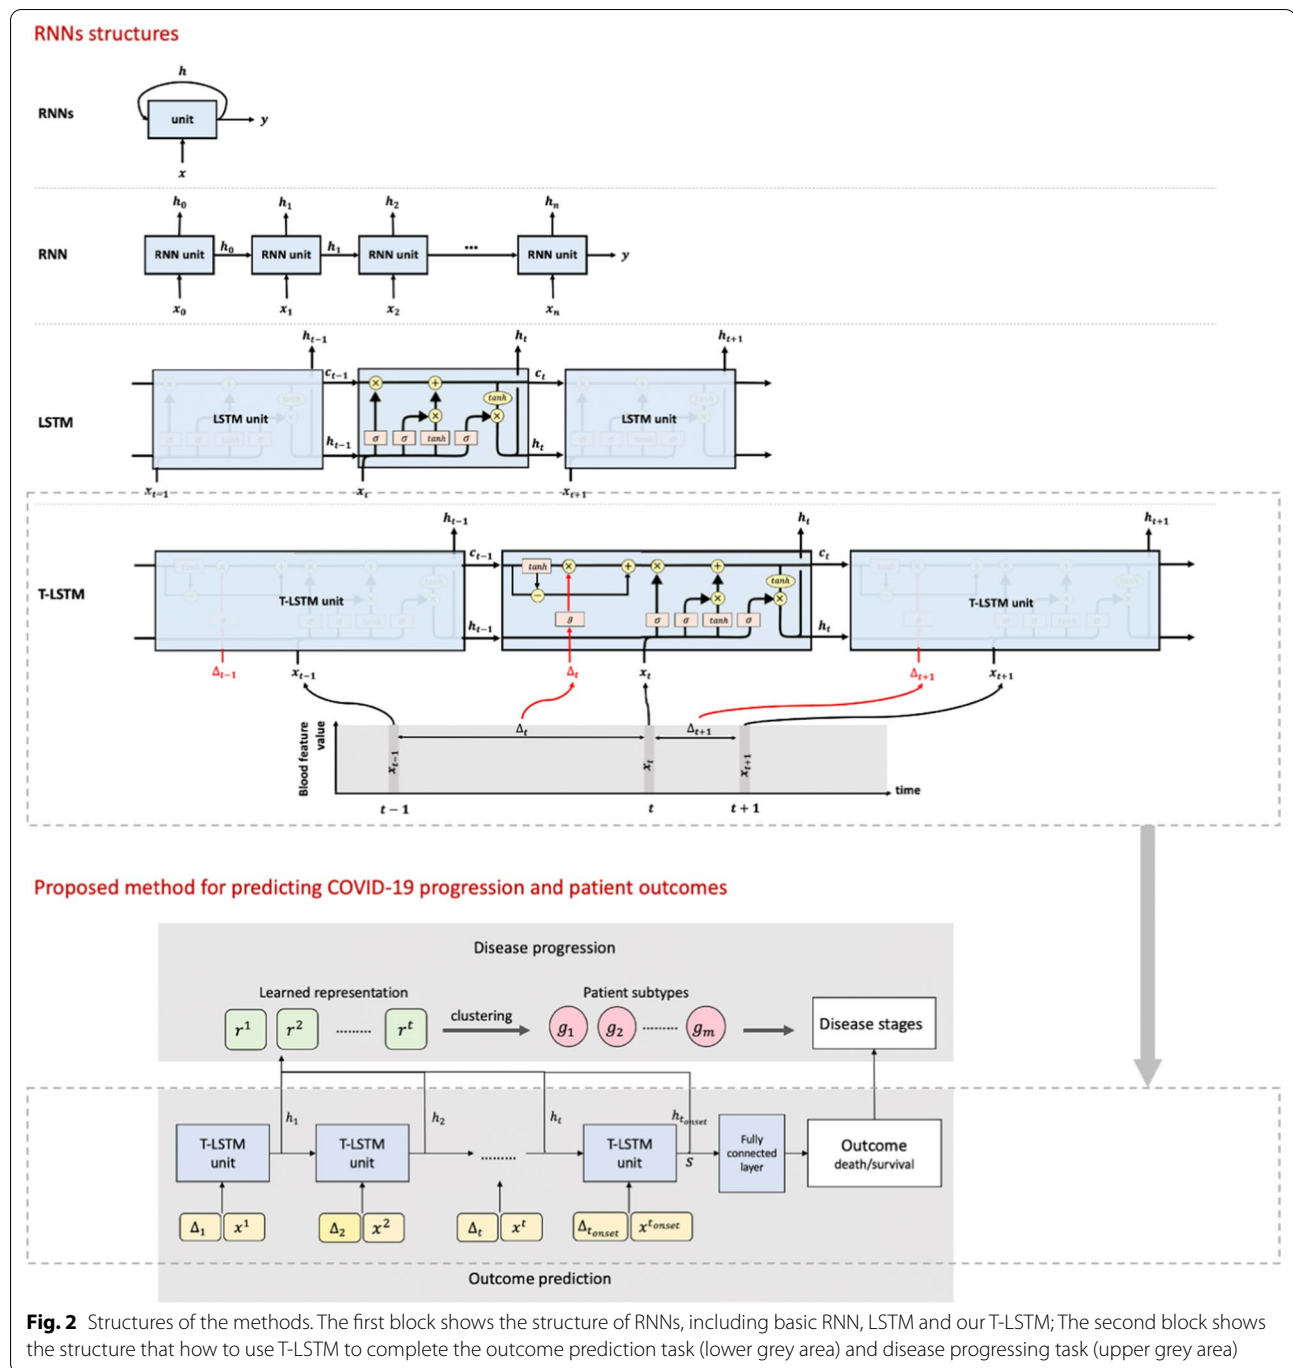 RNNs structures
h
RNNs
unit
y
x
h₀ h₁ h₂ hₙ
RNN
RNN unit h₀ RNN unit h₁ RNN unit ... RNN unit y
x₀ x₁ x₂ xₙ
hₜ₋₁ hₜ hₜ₊₁
cₜ₋₁ × + cₜ
tanh
LSTM
LSTM unit × × LSTM unit
hₜ₋₁ σ σ tanh σ hₜ
xₜ₋₁ xₜ xₜ₊₁
hₜ₋₁ hₜ hₜ₊₁
cₜ₋₁ tanh × + × + cₜ
tanh
T-LSTM
T-LSTM unit − × × T-LSTM unit
hₜ₋₁ g σ σ tanh σ hₜ
Δₜ₋₁ xₜ₋₁ Δₜ xₜ Δₜ₊₁ xₜ₊₁
Blood feature
value
Δₜ Δₜ₊₁
xₜ₋₁ xₜ xₜ₊₁
time
t − 1 t t + 1
Proposed method for predicting COVID-19 progression and patient outcomes
Disease progression
Learned representation
clustering
Patient subtypes
r¹ r² ......... rᵗ
g₁ g₂ ......... gₘ
Disease stages
h₁ h₂ hₜ h_{t_{onset}}
T-LSTM
unit
T-LSTM
unit
.........
T-LSTM
unit
s
Fully
connected
layer
Outcome
death/survival
Δ₁ x¹ Δ₂ x² Δₜ xᵗ Δ_{t_{onset}} x^{t_{onset}}
Outcome prediction
Fig. 2 Structures of the methods. The first block shows the structure of RNNs, including basic RNN, LSTM and our T-LSTM; The second block shows
the structure that how to use T-LSTM to complete the outcome prediction task (lower grey area) and disease progressing task (upper grey area)